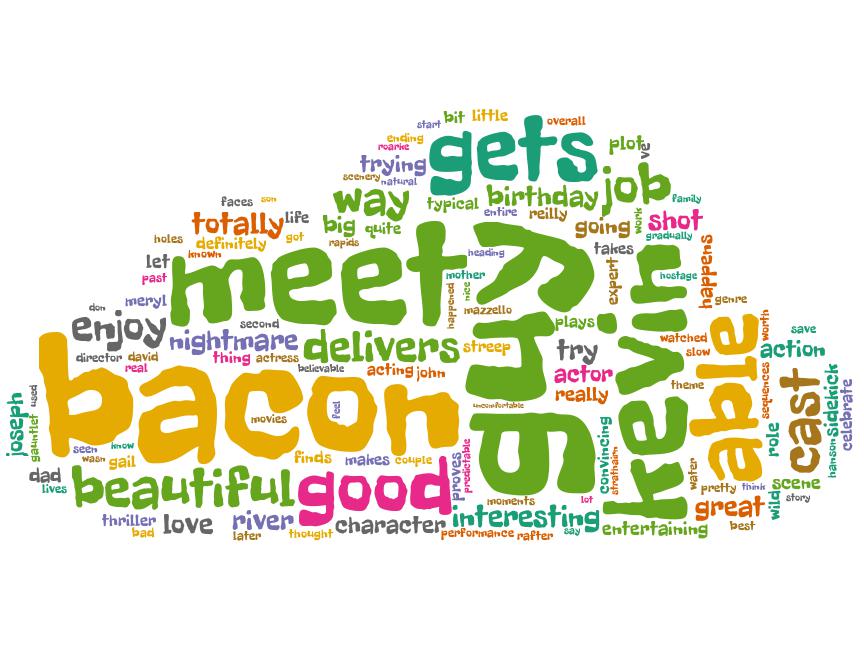 start
bit
little
overall
ending
roarke
gets
plot
ve
trying
scenery
natural
way
typical
birthday
job
family
faces
son
totally
life
big
quite
entire
reilly
going
work
shot
gradually
holes
definitely
got
rapids
known
let
past
meet
heading
mother
nice
happened
guy
takes
expert
kevin
hostage
happens
genre
don
meryl
second
mazzello
plays
enjoy
nightmare
delivers
streep
try
watched
slow
able
worth
save
action
director
david
real
thing
actress
believable
acting
john
actor
really
theme
sequences
cast
sidekick
celebrate
joseph
gauntlet
used
bacon
movies
feel
uncomfortable
seen
know
wasn
gail
finds
makes
couple
proves
predictable
convincing
strathairn
role
hanson
dad
lives
beautiful
good
moments
lot
water
pretty
think
wild
scene
story
thriller
bad
love
river
later
thought
character
interesting
performance
rafter
say
entertaining
great
best